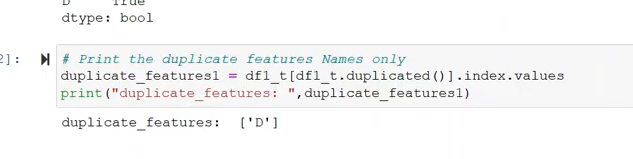 D     True
dtype: bool
2]:
# Print the duplicate features Names only
duplicate_features1 = df1_t[df1_t.duplicated()].index.values
print("duplicate_features: ",duplicate_features1)
duplicate_features:  ['D']